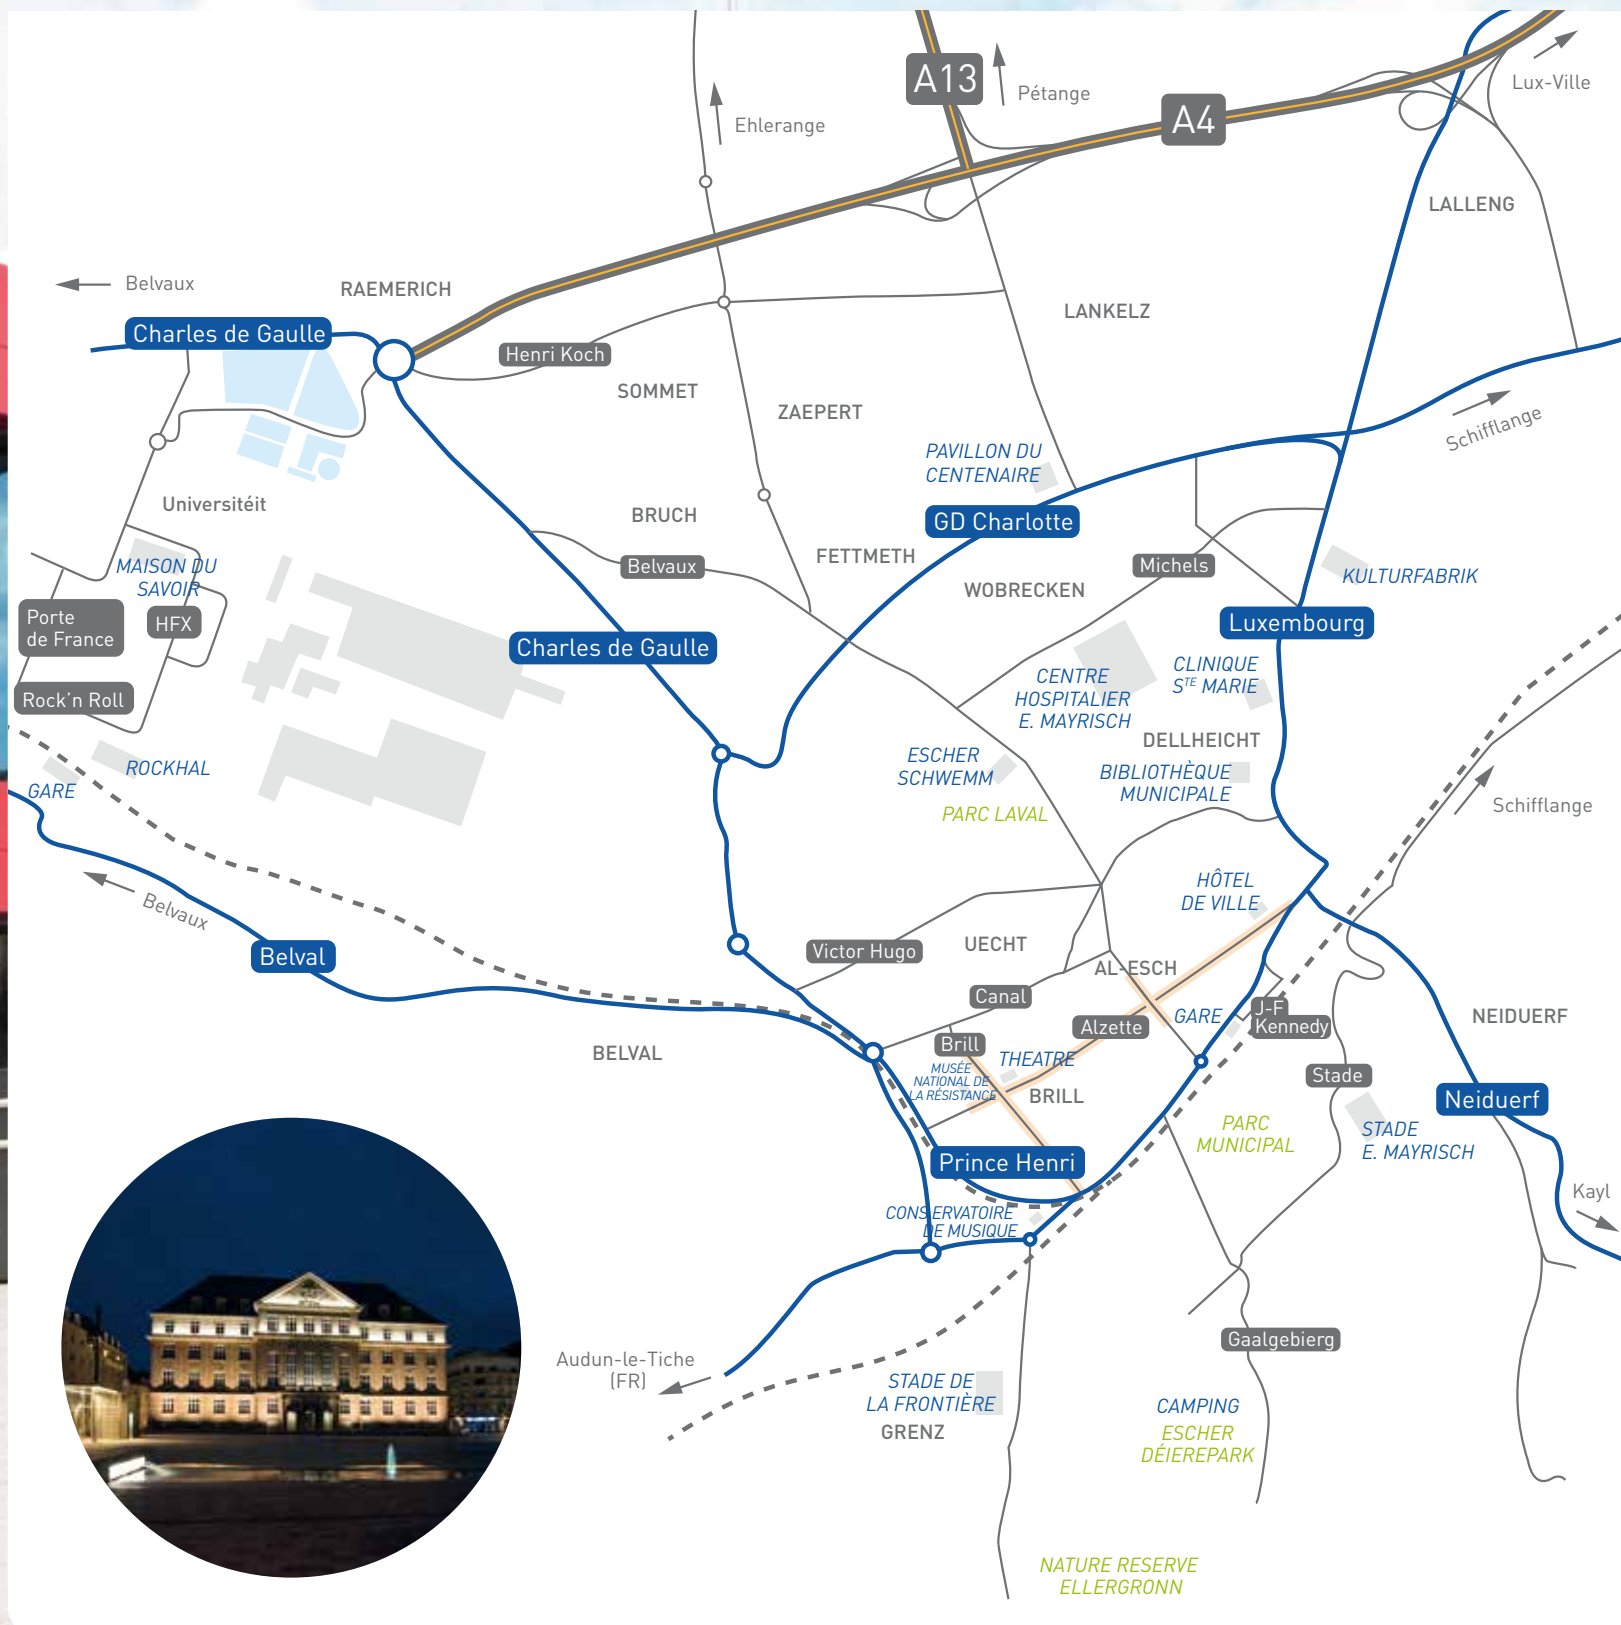 A13
Pétange
Lux-Ville
A4
Ehlerange
LALLENG
Belvaux
RAEMERICH
LANKELZ
Charles de Gaulle
Henri Koch
SOMMET
ZAEPERT
Schifflange
PAVILLON DU
CENTENAIRE
Universitéit
BRUCH
GD Charlotte
FETTMETH
MAISON DU
SAVOIR
Belvaux
Michels
KULTURFABRIK
WOBRECKEN
Porte
de France
HFX
Luxembourg
Charles de Gaulle
CENTRE
HOSPITALIER
E. MAYRISCH
CLINIQUE
STE MARIE
Rock'n Roll
DELLHEICHT
ROCKHAL
GARE
ESCHER
SCHWEMM
BIBLIOTHÈQUE
MUNICIPALE
PARC LAVAL
Schifflange
HÔTEL
DE VILLE
Belvaux
Belval
Victor Hugo
UECHT
AL-ESCH
Canal
GARE
J-F
Kennedy
NEIDUERF
Alzette
BELVAL
Brill
THEATRE
MUSÉE
NATIONAL DE
LA RÉSISTANCE
BRILL
Stade
Neiduerf
PARC
MUNICIPAL
STADE
E. MAYRISCH
Prince Henri
Kayl
CONSERVATOIRE
DE MUSIQUE
Gaalgebierg
Audun-le-Tiche
(FR)
STADE DE
LA FRONTIÈRE
GRENZ
CAMPING
ESCHER
DÉIEREPARK
NATURE RESERVE
ELLERGRONN